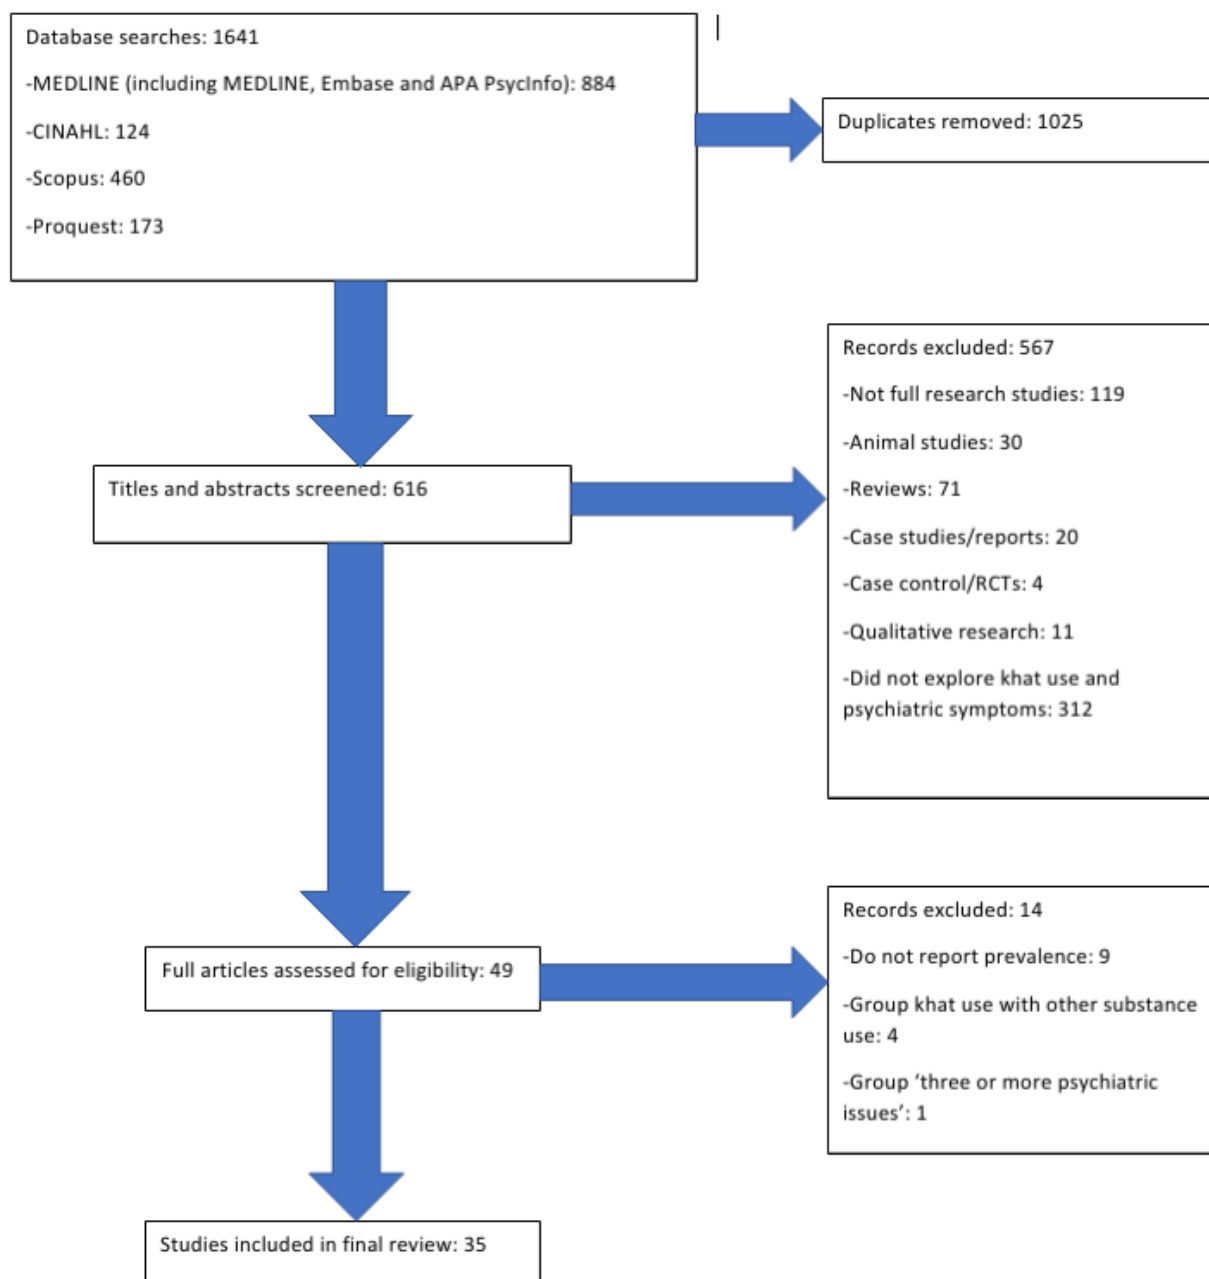 Database searches: 1641
-MEDLINE (including MEDLINE, Embase and APA PsycInfo): 884
-CINAHL: 124
-Scopus: 460
-Proquest: 173
Duplicates removed: 1025
Titles and abstracts screened: 616
Records excluded: 567
-Not full research studies: 119
-Animal studies: 30
-Reviews: 71
-Case studies/reports: 20
-Case control/RCTs: 4
-Qualitative research: 11
-Did not explore khat use and
psychiatric symptoms: 312
Full articles assessed for eligibility: 49
Records excluded: 14
-Do not report prevalence: 9
-Group khat use with other substance
use: 4
-Group ‘three or more psychiatric
issues’: 1
Studies included in final review: 35